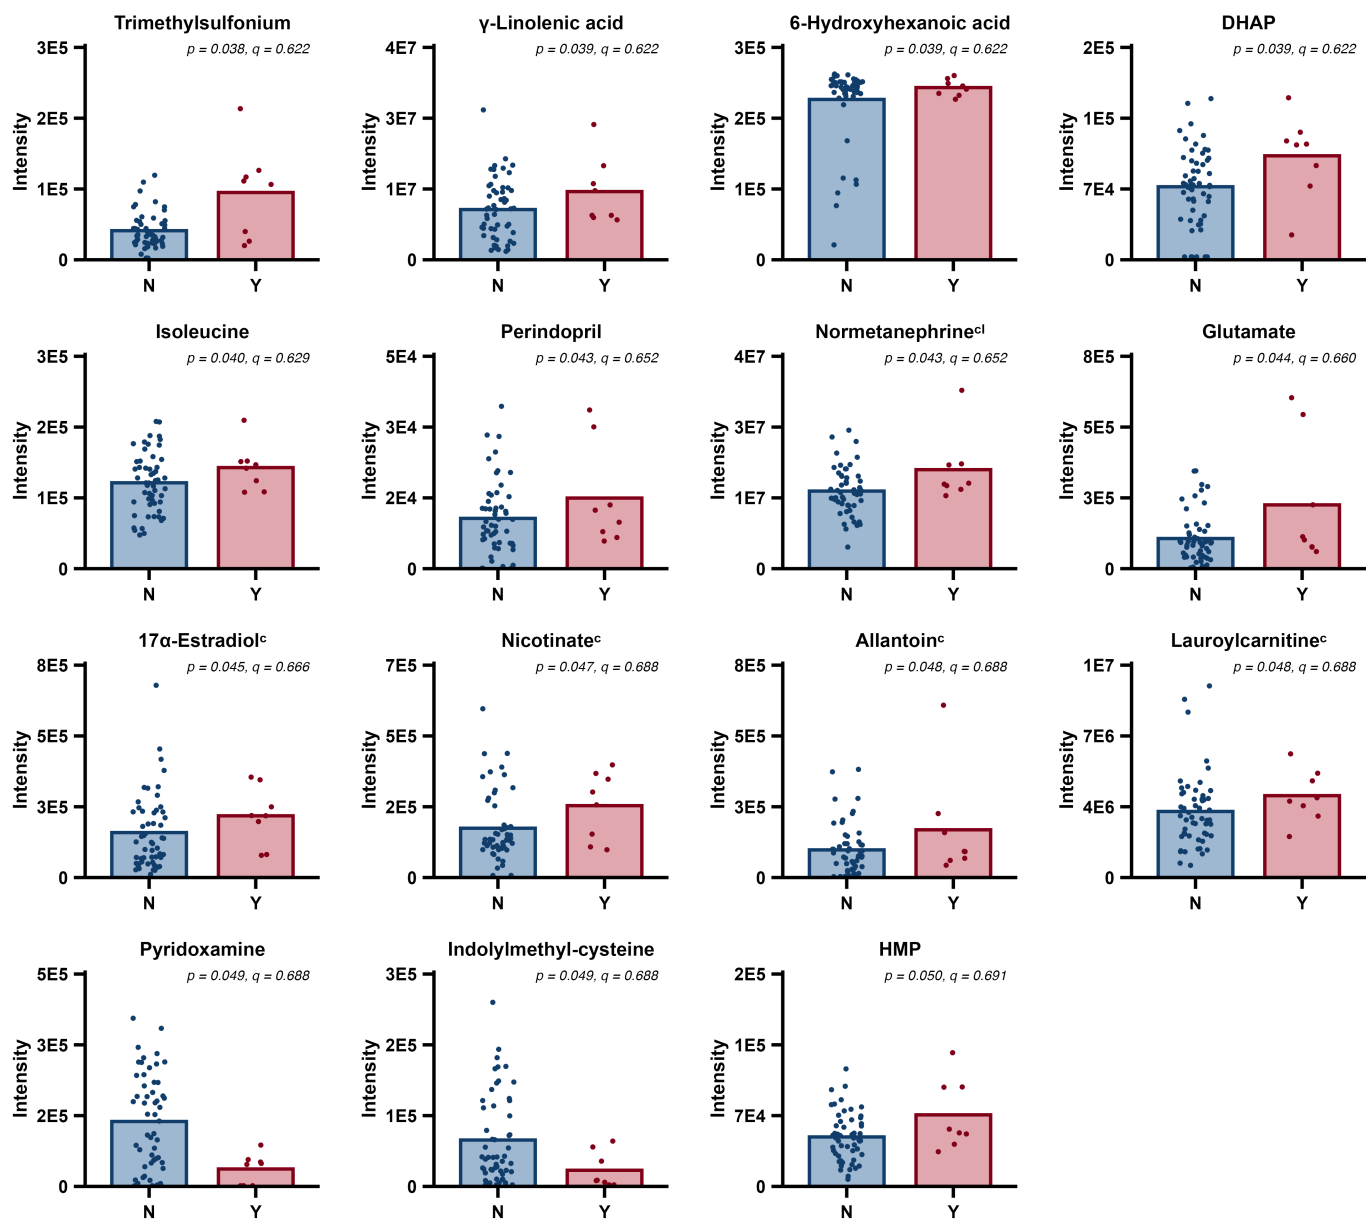 Trimethylsulfonium
p = 0.038, q = 0.622
Intensity
3E5
2E5
1E5
0
N Y
γ-Linolenic acid
p = 0.039, q = 0.622
Intensity
4E7
3E7
1E7
0
N Y
6-Hydroxyhexanoic acid
p = 0.039, q = 0.622
Intensity
3E5
2E5
1E5
0
N Y
DHAP
p = 0.039, q = 0.622
Intensity
2E5
1E5
7E4
0
N Y
Isoleucine
p = 0.040, q = 0.629
Intensity
3E5
2E5
1E5
0
N Y
Perindopril
p = 0.043, q = 0.652
Intensity
5E4
3E4
2E4
0
N Y
Normetanephrineᶜˡ
p = 0.043, q = 0.652
Intensity
4E7
3E7
1E7
0
N Y
Glutamate
p = 0.044, q = 0.660
Intensity
8E5
5E5
3E5
0
N Y
17α-Estradiolᶜ
p = 0.045, q = 0.666
Intensity
8E5
5E5
3E5
0
N Y
Nicotinateᶜ
p = 0.047, q = 0.688
Intensity
7E5
5E5
2E5
0
N Y
Allantoinᶜ
p = 0.048, q = 0.688
Intensity
8E5
5E5
3E5
0
N Y
Lauroylcarnitineᶜ
p = 0.048, q = 0.688
Intensity
1E7
7E6
4E6
0
N Y
Pyridoxamine
p = 0.049, q = 0.688
Intensity
5E5
3E5
2E5
0
N Y
Indolylmethyl-cysteine
p = 0.049, q = 0.688
Intensity
3E5
2E5
1E5
0
N Y
HMP
p = 0.050, q = 0.691
Intensity
2E5
1E5
7E4
0
N Y